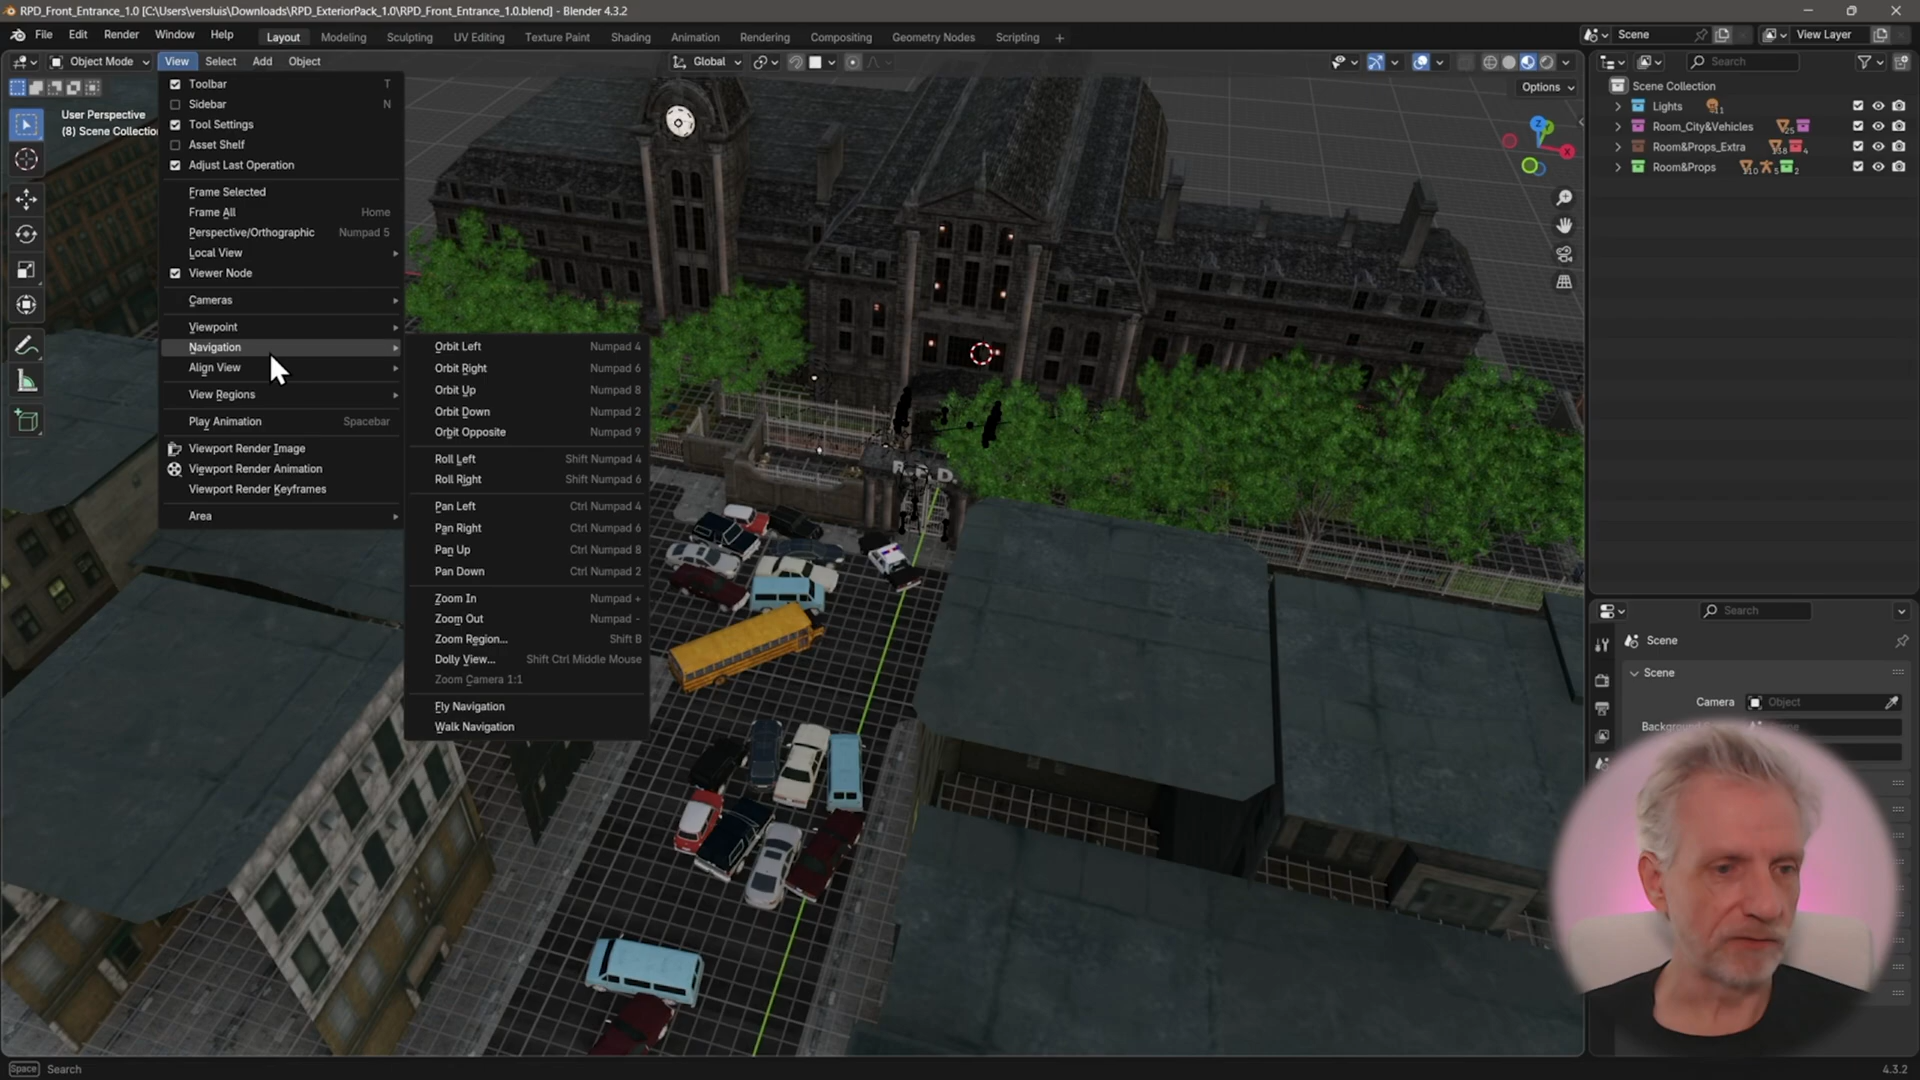 RPD_Front_Entrance_1.0 [C:\Users\versluis\Downloads\RPD_ExteriorPack_1.0\RPD_Front_Entrance_1.0.blend] - Blender 4.3.2
File Edit Render Window Help Layout Modeling Sculpting UV Editing Texture Paint Shading Animation Rendering Compositing Geometry Nodes Scripting + Scene View Layer
Object Mode View Select Add Object Global Search
Options
User Perspective
(8) Scene Collectio
Toolbar T
Sidebar N
Tool Settings
Asset Shelf
Adjust Last Operation
Frame Selected
Frame All Home
Perspective/Orthographic Numpad 5
Local View
Viewer Node
Cameras
Viewpoint
Navigation
Align View
View Regions
Play Animation Spacebar
Viewport Render Image
Viewport Render Animation
Viewport Render Keyframes
Area
Orbit Left Numpad 4
Orbit Right Numpad 6
Orbit Up Numpad 8
Orbit Down Numpad 2
Orbit Opposite Numpad 9
Roll Left Shift Numpad 4
Roll Right Shift Numpad 6
Pan Left Ctrl Numpad 4
Pan Right Ctrl Numpad 6
Pan Up Ctrl Numpad 8
Pan Down Ctrl Numpad 2
Zoom In Numpad +
Zoom Out Numpad -
Zoom Region... Shift B
Dolly View... Shift Ctrl Middle Mouse
Zoom Camera 1:1
Fly Navigation
Walk Navigation
Z
Y
X
Scene Collection
Lights 11
Room_City&Vehicles 25
Room&Props_Extra 4
Room&Props 5 2
Search
Scene
Scene
Camera Object
Space Search
4.3.2